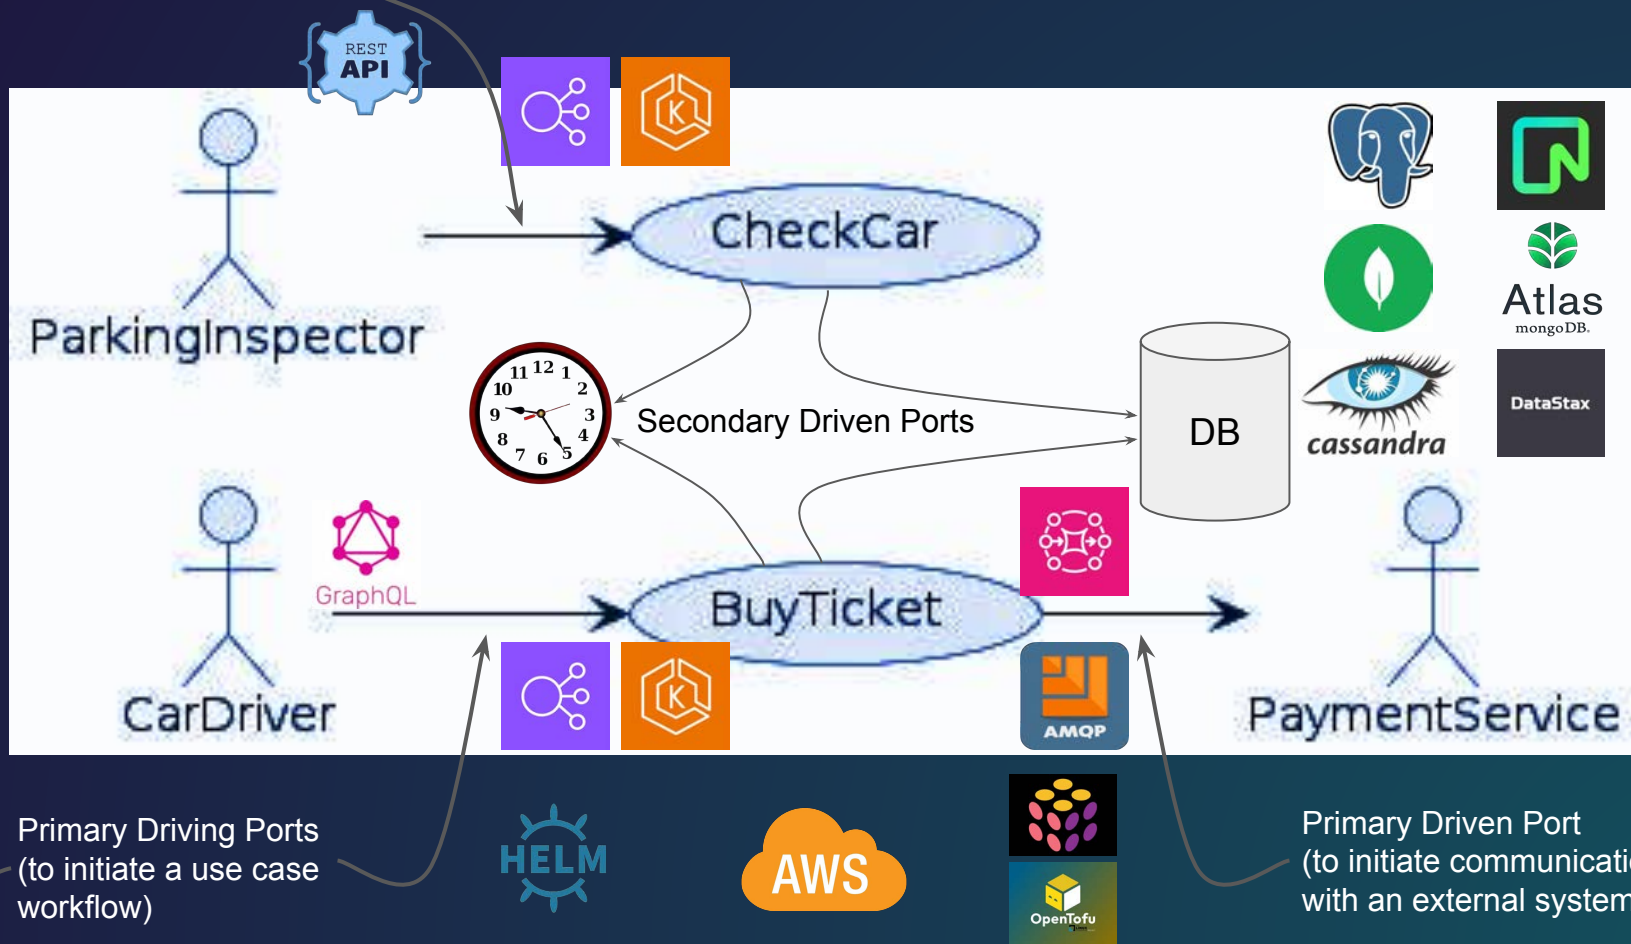 REST
API
K
CheckCar
ParkingInspector
11 12 1
10 2
9 3
8 4
7 6 5
Secondary Driven Ports
DB
Atlas
mongoDB.
cassandra
DataStax
GraphQL
BuyTicket
CarDriver
K
AMQP
PaymentService
Primary Driving Ports
(to initiate a use case
workflow)
HELM
AWS
OpenTofu
Primary Driven Port
(to initiate communicati
with an external system